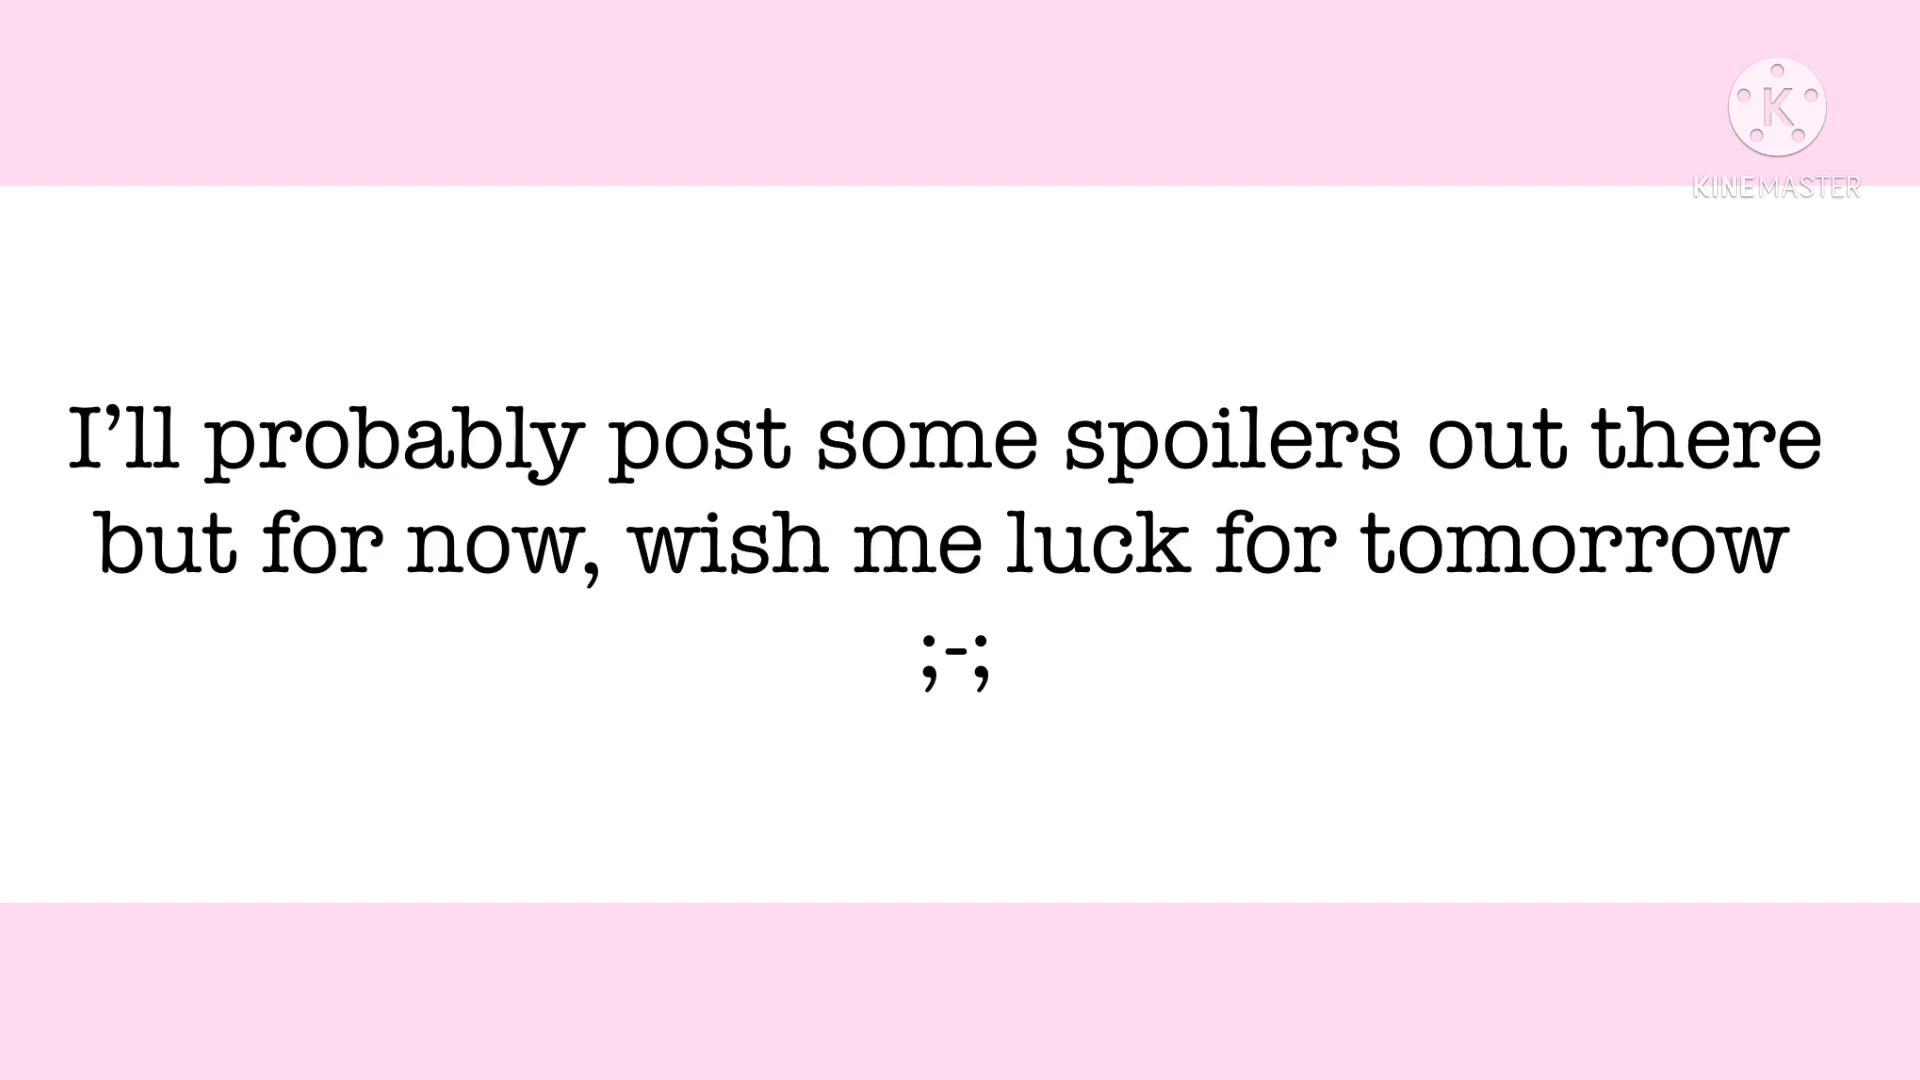 K
KINEMASTER
I'll probably post some spoilers out there
but for now, wish me luck for tomorrow
;-;